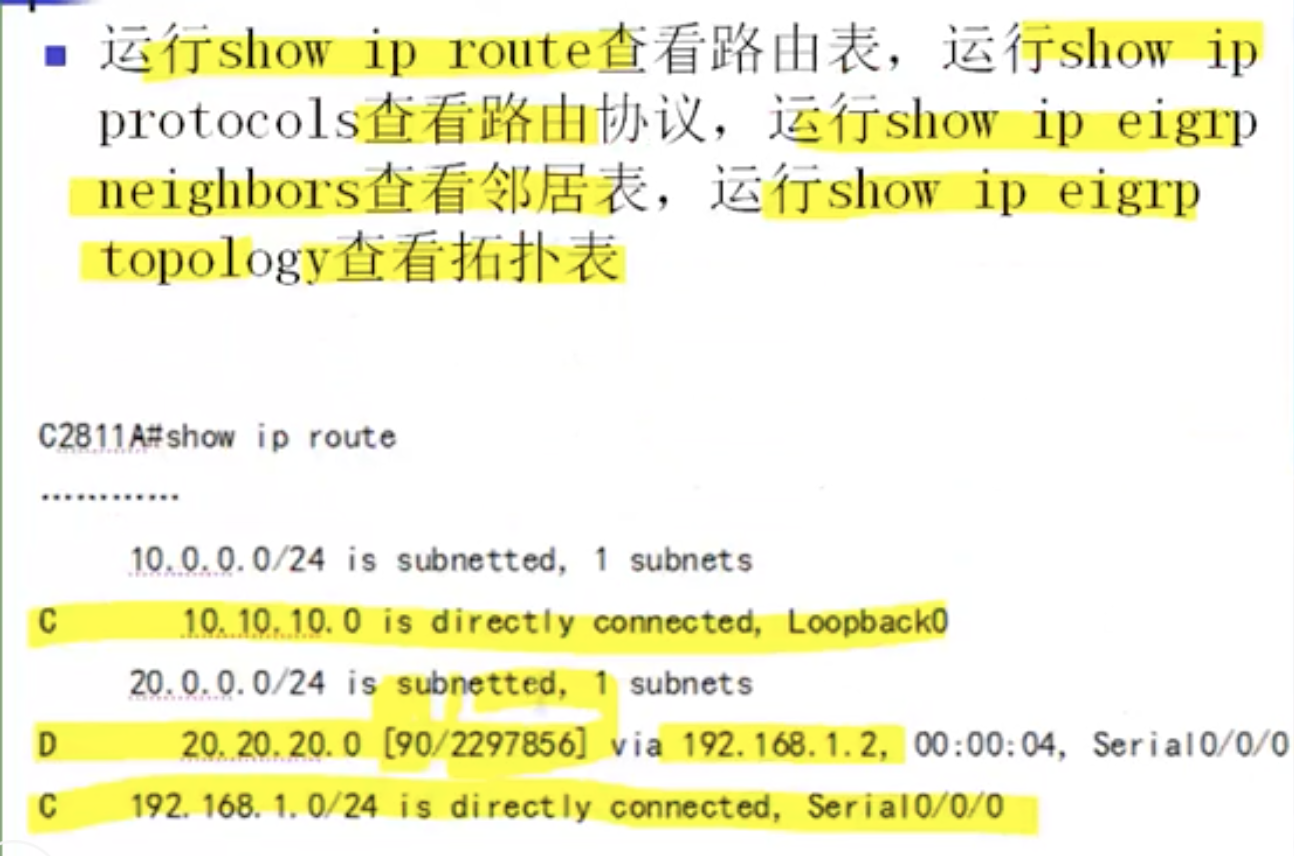 运行show ip route查看路由表，运行show ip
protocols查看路由协议，运行show ip eigrp
neighbors查看邻居表，运行show ip eigrp
topology查看拓扑表
C2811A#show ip route
…………
10.0.0.0/24 is subnetted, 1 subnets
C 10.10.10.0 is directly connected, Loopback0
20.0.0.0/24 is subnetted, 1 subnets
D 20.20.20.0 [90/2297856] via 192.168.1.2, 00:00:04, Serial0/0/0
C 192.168.1.0/24 is directly connected, Serial0/0/0